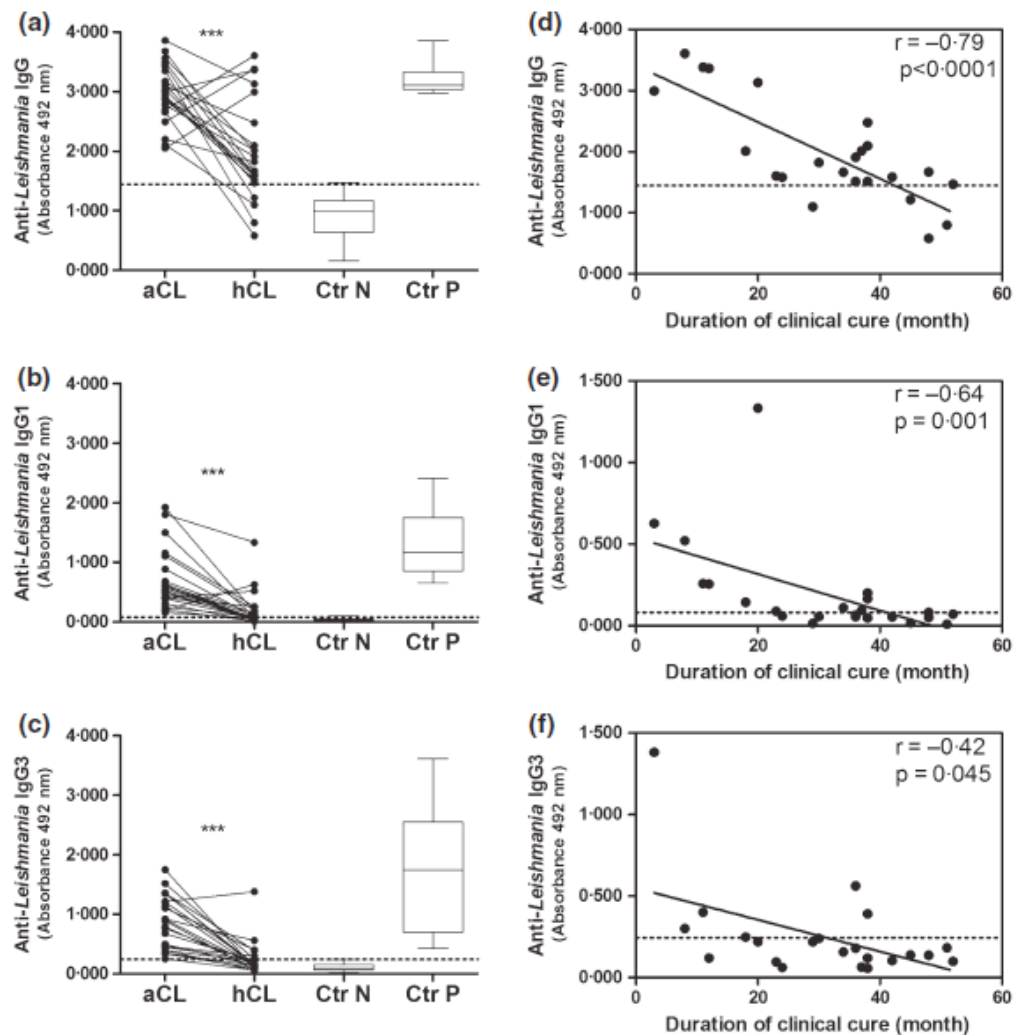 (a)
Anti-Leishmania IgG
(Absorbance 492 nm)
4·000
3·000
2·000
1·000
0·000
***
aCL hCL Ctr N Ctr P
(d)
Anti-Leishmania IgG
(Absorbance 492 nm)
4·000
3·000
2·000
1·000
0·000
r = –0·79
p<0·0001
0 20 40 60
Duration of clinical cure (month)
(b)
Anti-Leishmania IgG1
(Absorbance 492 nm)
4·000
3·000
2·000
1·000
0·000
***
aCL hCL Ctr N Ctr P
(e)
Anti-Leishmania IgG1
(Absorbance 492 nm)
1·500
1·000
0·500
0·000
r = –0·64
p = 0·001
0 20 40 60
Duration of clinical cure (month)
(c)
Anti-Leishmania IgG3
(Absorbance 492 nm)
4·000
3·000
2·000
1·000
0·000
***
aCL hCL Ctr N Ctr P
(f)
Anti-Leishmania IgG3
(Absorbance 492 nm)
1·500
1·000
0·500
0·000
r = –0·42
p = 0·045
0 20 40 60
Duration of clinical cure (month)